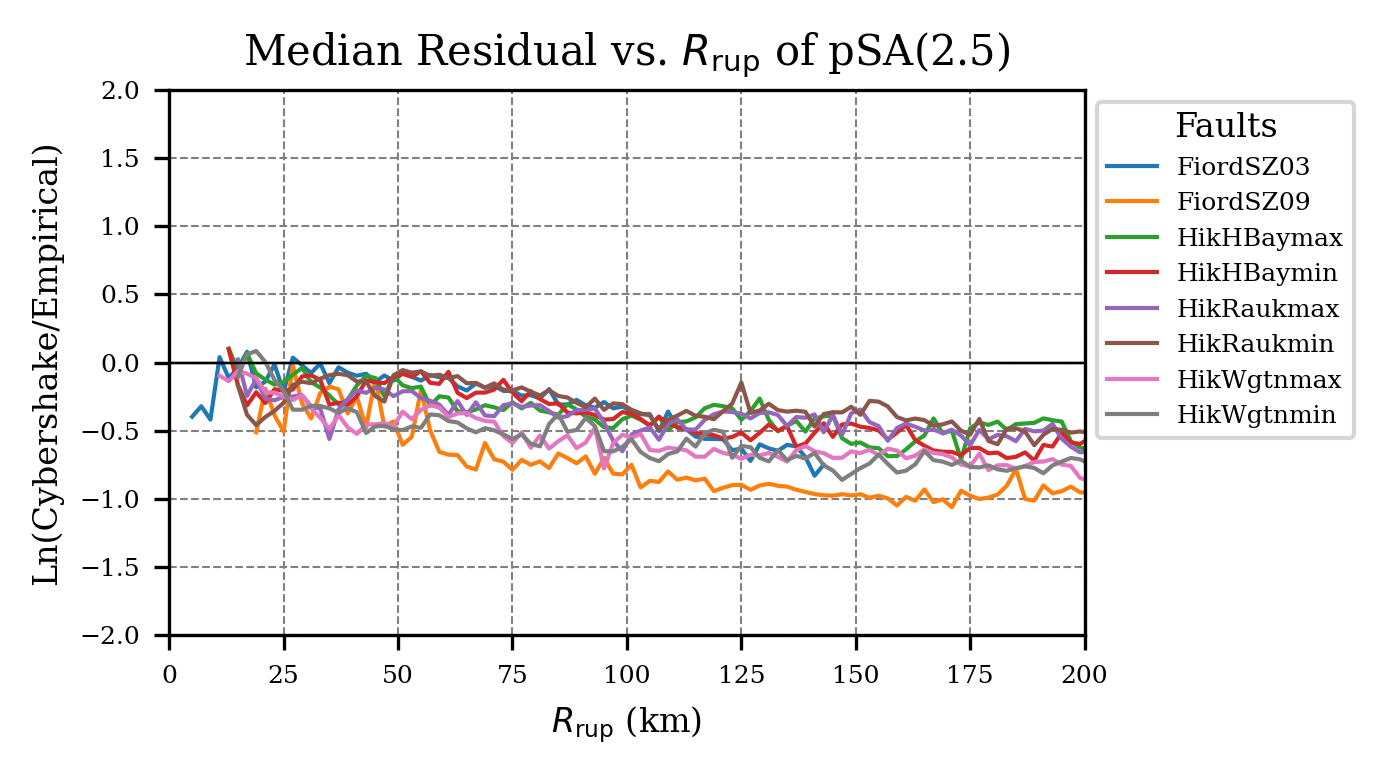 Median Residual vs. Rrup of pSA(2.5)
Ln(Cybershake/Empirical)
2.0
1.5
1.0
0.5
0.0
−0.5
−1.0
−1.5
−2.0
0 25 50 75 100 125 150 175 200
Rrup (km)
Faults
FiordSZ03
FiordSZ09
HikHBaymax
HikHBaymin
HikRaukmax
HikRaukmin
HikWgtnmax
HikWgtnmin